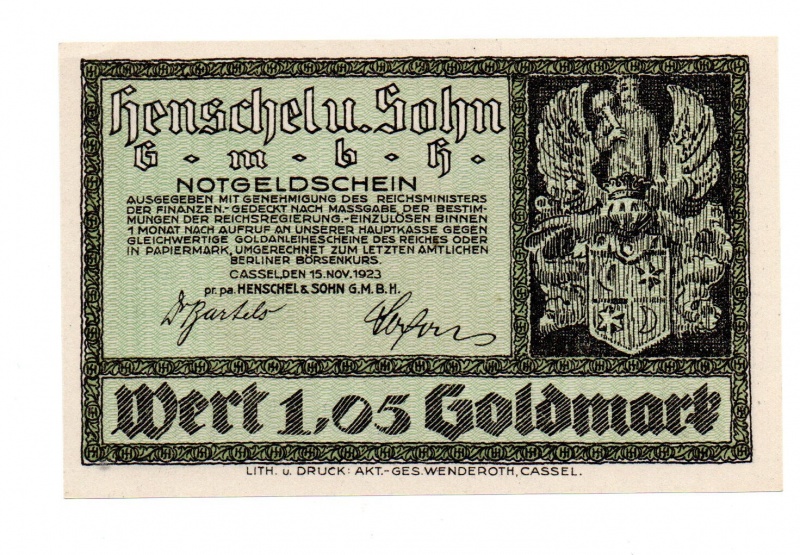 Henschel u. Sohn
G · m · b · H ·
NOTGELDSCHEIN
AUSGEGEBEN MIT GENEHMIGUNG DES REICHSMINISTERS
DER FINANZEN.- GEDECKT NACH MASSGABE DER BESTIM-
MUNGEN DER REICHSREGIERUNG.- EINZULÖSEN BINNEN
1 MONAT NACH AUFRUF AN UNSERER HAUPTKASSE GEGEN
GLEICHWERTIGE GOLDANLEIHESCHEINE DES REICHES ODER
IN PAPIERMARK, UMGERECHNET ZUM LETZTEN AMTLICHEN
BERLINER BÖRSENKURS.
CASSEL, DEN 15. NOV. 1923
pr. pa. HENSCHEL & SOHN G.M.B.H.
Dr Bartels
Wert 1,05 Goldmark
LITH. u. DRUCK: AKT.-GES. WENDEROTH, CASSEL.